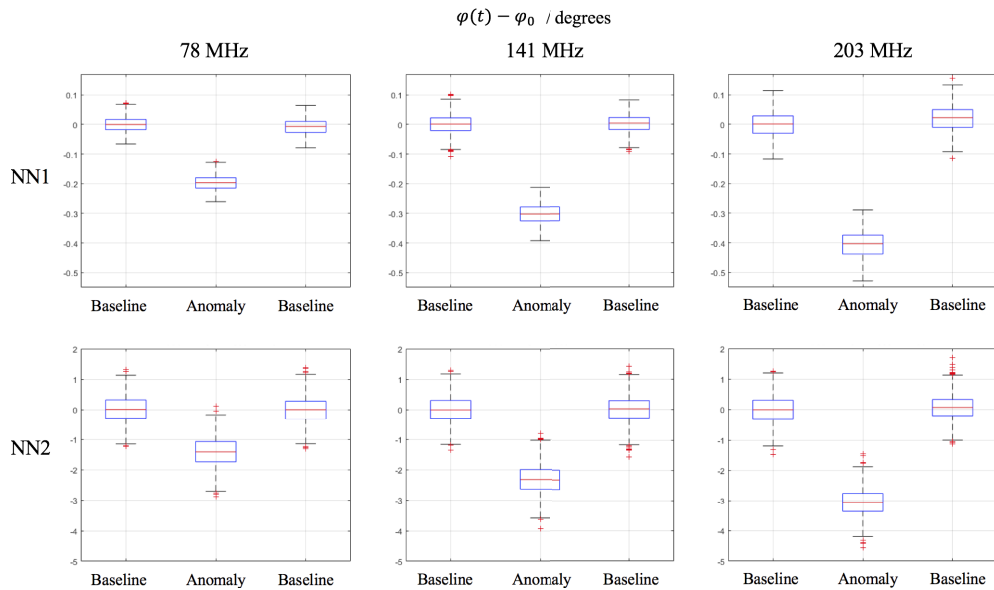 φ(t) − φ₀ / degrees
78 MHz 141 MHz 203 MHz
NN1
0.1 0.1 0.1
0 0 0
-0.1 -0.1 -0.1
-0.2 -0.2 -0.2
-0.3 -0.3 -0.3
-0.4 -0.4 -0.4
-0.5 -0.5 -0.5
Baseline Anomaly Baseline Baseline Anomaly Baseline Baseline Anomaly Baseline
NN2
2 2 2
1 1 1
0 0 0
-1 -1 -1
-2 -2 -2
-3 -3 -3
-4 -4 -4
-5 -5 -5
Baseline Anomaly Baseline Baseline Anomaly Baseline Baseline Anomaly Baseline